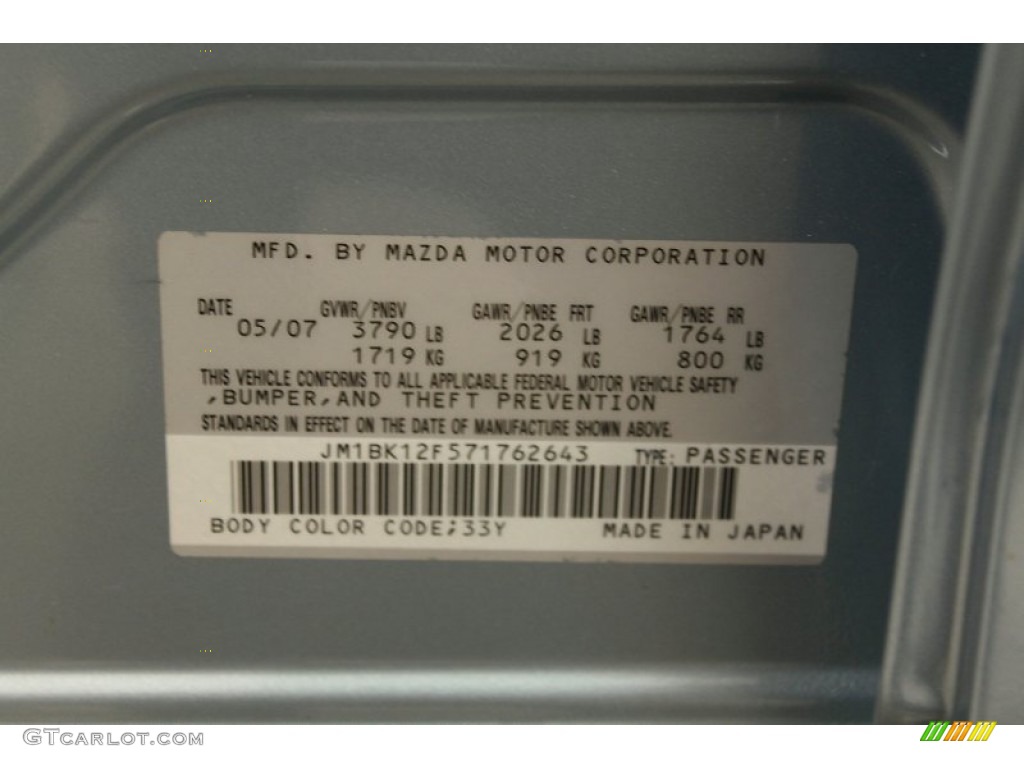 MFD. BY MAZDA MOTOR CORPORATION
DATE GVWR/PNBV GAWR/PNBE FRT GAWR/PNBE RR
05/07 3790 LB 2026 LB 1764 LB
1719 KG 919 KG 800 KG
THIS VEHICLE CONFORMS TO ALL APPLICABLE FEDERAL MOTOR VEHICLE SAFETY
,BUMPER,AND THEFT PREVENTION
STANDARDS IN EFFECT ON THE DATE OF MANUFACTURE SHOWN ABOVE.
JM1BK12F571762643 TYPE: PASSENGER
BODY COLOR CODE;33Y MADE IN JAPAN
GTCARLOT.COM